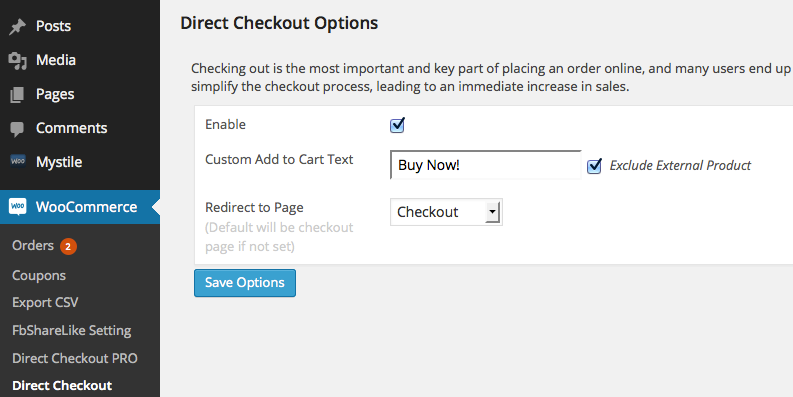 Posts
Media
Pages
Comments
woo Mystile
woo WooCommerce
Orders 2
Coupons
Export CSV
FbShareLike Setting
Direct Checkout PRO
Direct Checkout
Direct Checkout Options
Checking out is the most important and key part of placing an order online, and many users end up
simplify the checkout process, leading to an immediate increase in sales.
Enable
Custom Add to Cart Text Buy Now! Exclude External Product
Redirect to Page Checkout
(Default will be checkout
page if not set)
Save Options